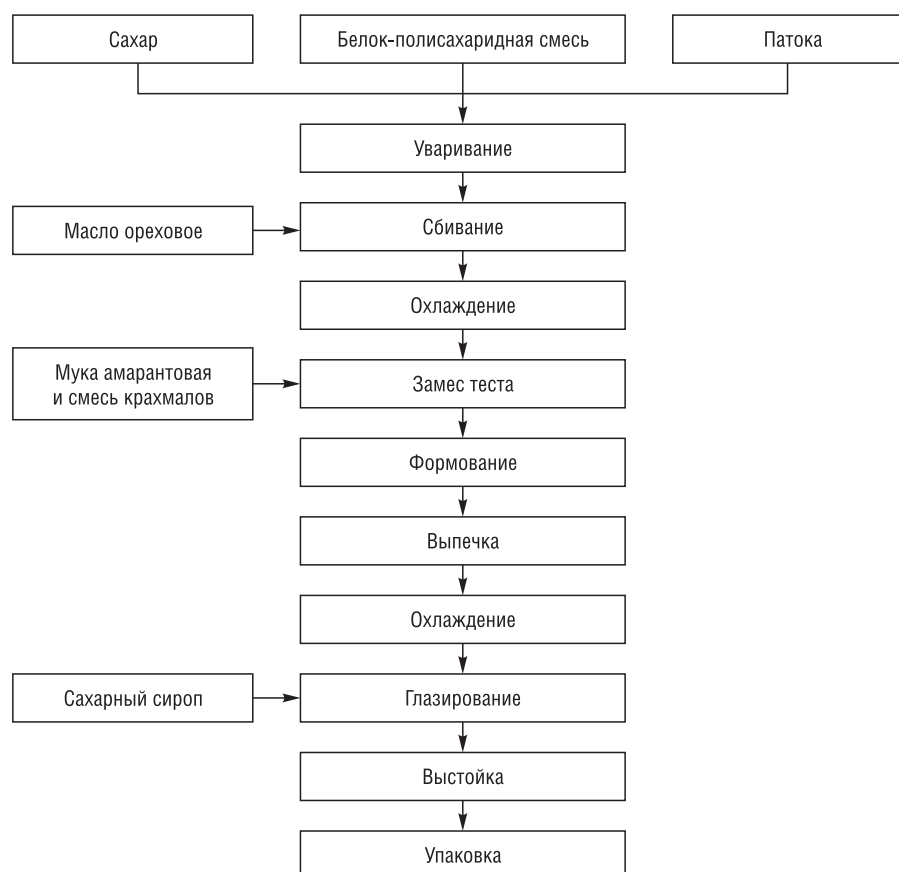 Сахар
Белок-полисахаридная смесь
Патока
Уваривание
Масло ореховое
Сбивание
Охлаждение
Мука амарантовая
и смесь крахмалов
Замес теста
Формование
Выпечка
Охлаждение
Сахарный сироп
Глазирование
Выстойка
Упаковка